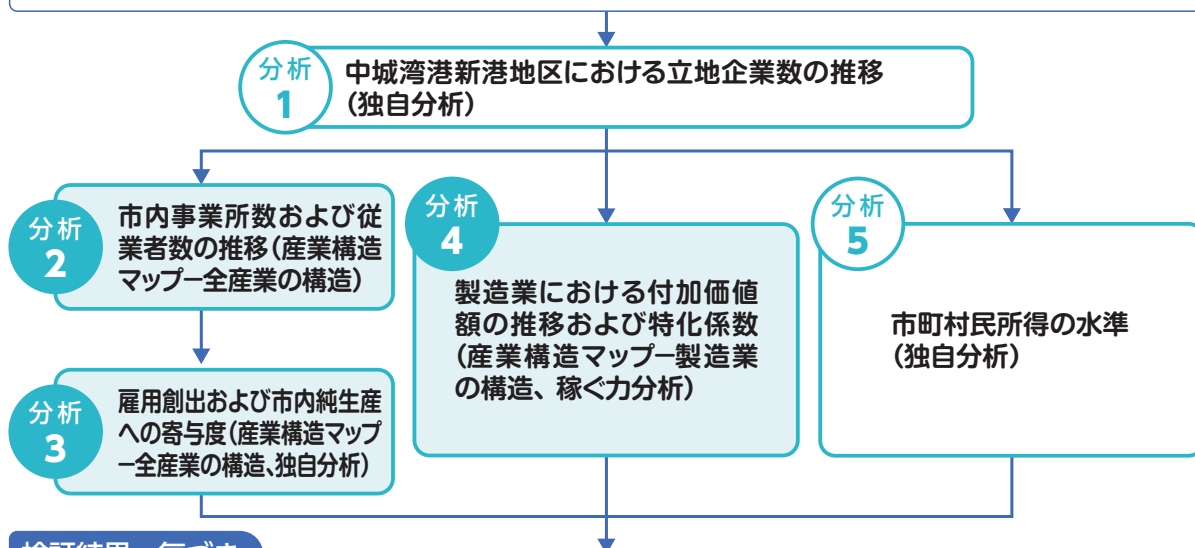 分析
1
中城湾港新港地区における立地企業数の推移
(独自分析)
分析
2
市内事業所数および従
業者数の推移(産業構造
マップー全産業の構造)
分析
3
雇用創出および市内純生産
への寄与度(産業構造マップ
ー全産業の構造、独自分析)
分析
4
製造業における付加価値
額の推移および特化係数
(産業構造マップー製造業
の構造、稼ぐ力分析)
分析
5
市町村民所得の水準
(独自分析)
検証結果・気づき